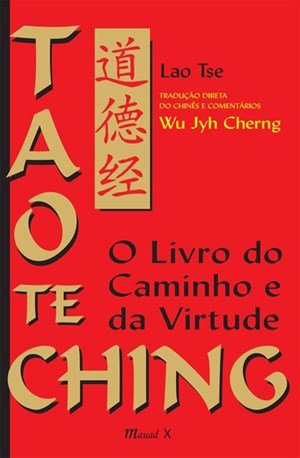 TAO
TE
CHING
道德经
Lao Tse
TRADUÇÃO DIRETA
DO CHINÊS E COMENTÁRIOS
Wu Jyh Cherng
O Livro do
Caminho e
da Virtude
mauad X